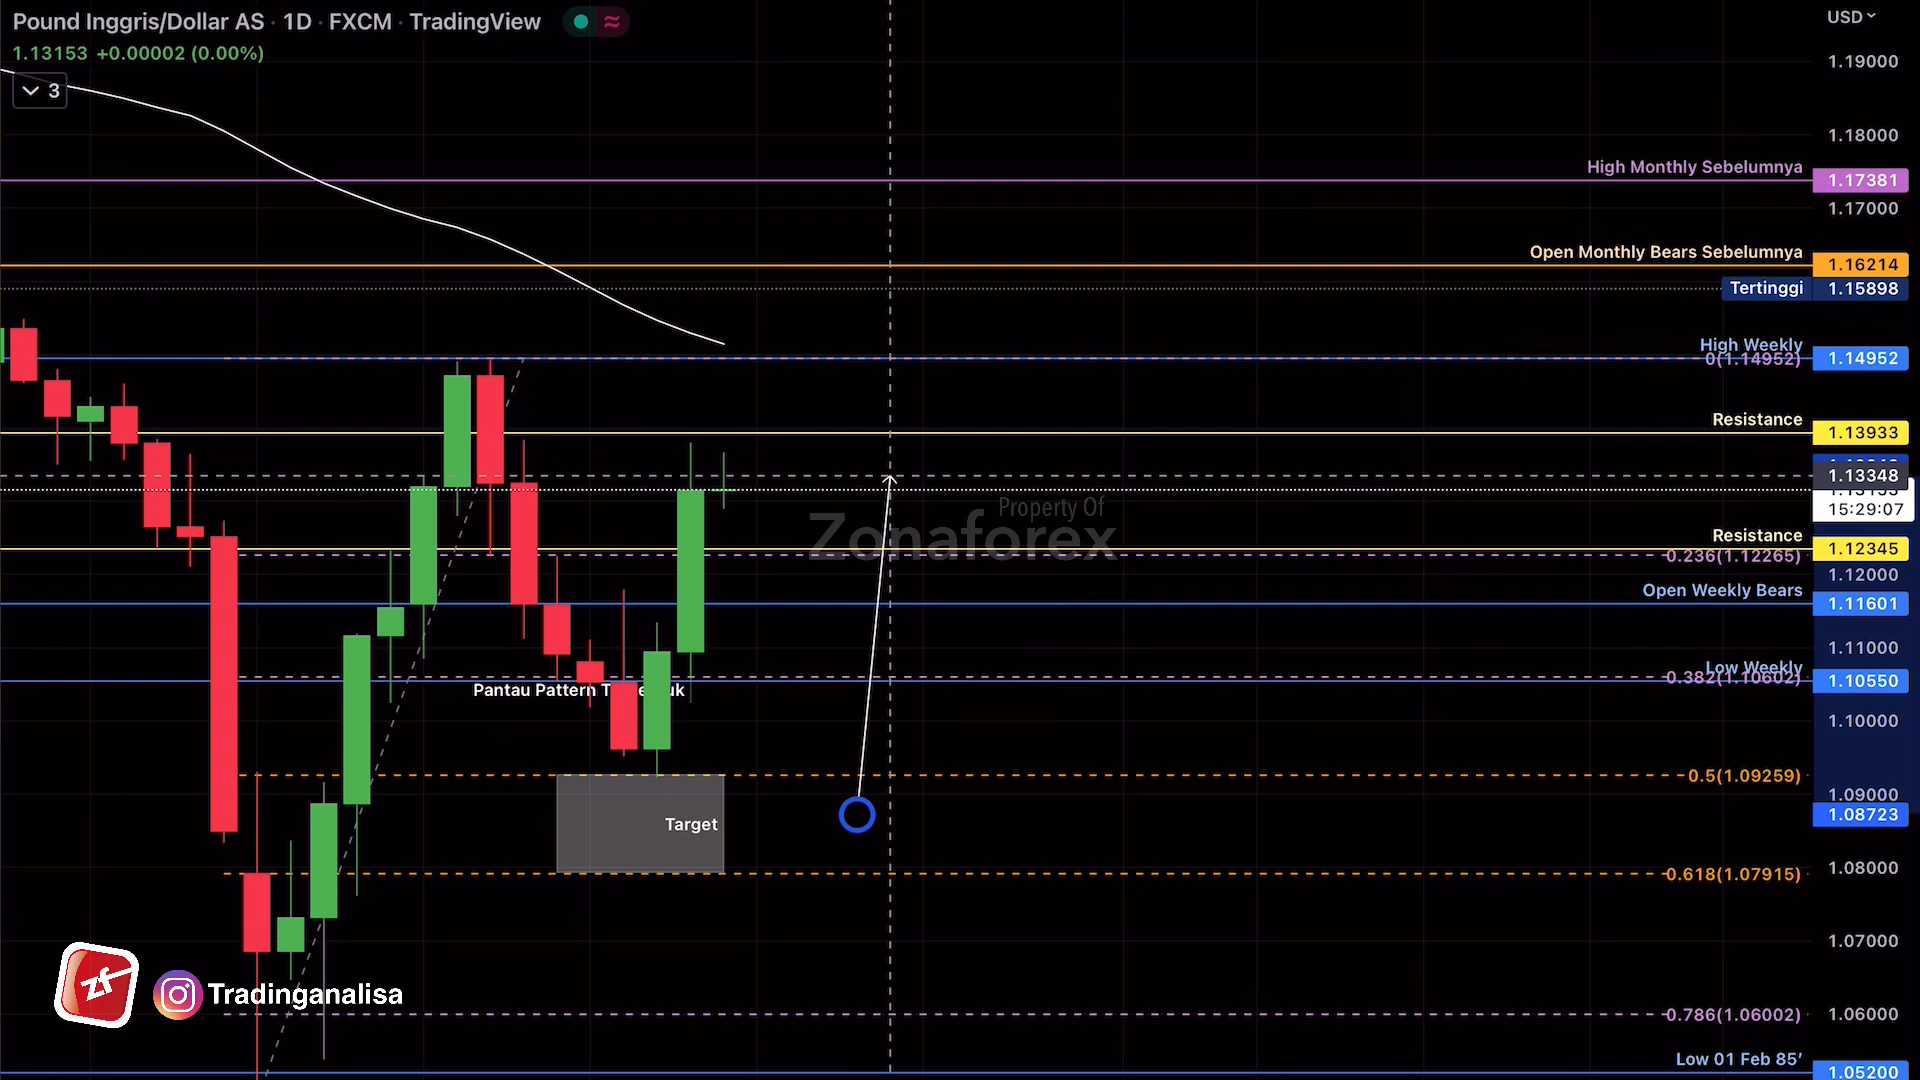 Pound Inggris/Dollar AS · 1D · FXCM · TradingView
1.13153 +0.00002 (0.00%)
3
USD
1.19000
1.18000
High Monthly Sebelumnya
1.17381
1.17000
Open Monthly Bears Sebelumnya
1.16214
Tertinggi
1.15898
High Weekly
0(1.14952)
1.14952
Resistance
1.13933
1.13348
15:29:07
Property Of
Zonaforex
Resistance
1.12345
0.236(1.12265)
1.12000
Open Weekly Bears
1.11601
1.11000
Low Weekly
0.382(1.10602)
1.10550
Pantau Pattern
1.10000
0.5(1.09259)
1.09000
1.08723
Target
1.08000
0.618(1.07915)
1.07000
zf
Tradinganalisa
0.786(1.06002)
1.06000
Low 01 Feb 85′
1.05200